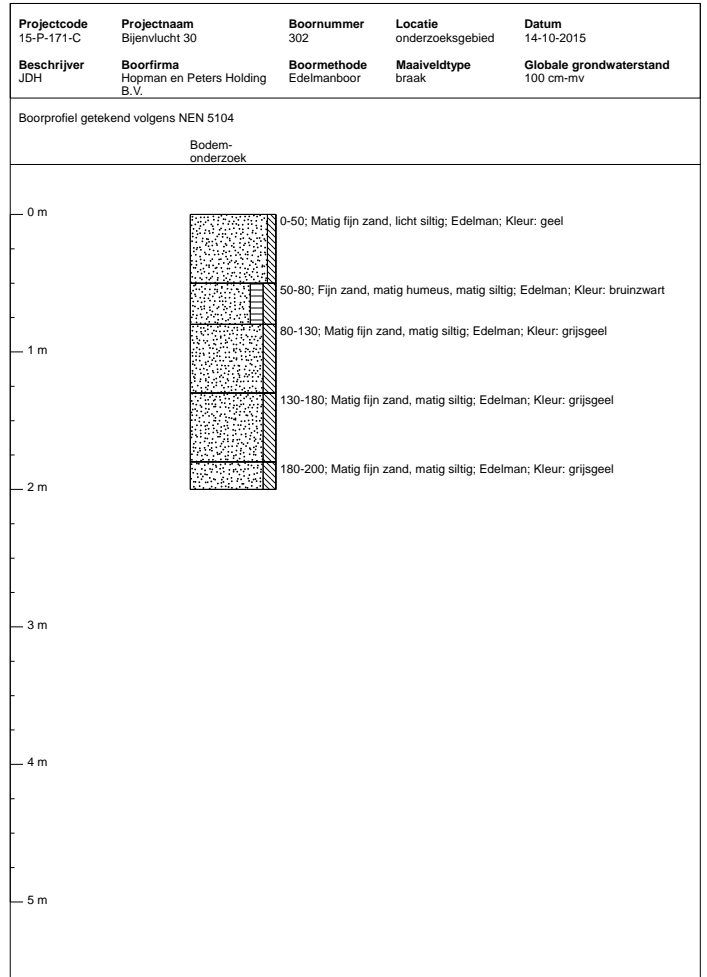 Projectcode Projectnaam Boornummer Locatie Datum
15-P-171-C Bijenvlucht 30 302 onderzoeksgebied 14-10-2015
Beschrijver Boorfirma Boormethode Maaiveldtype Globale grondwaterstand
JDH Hopman en Peters Holding Edelmanboor braak 100 cm-mv
B.V.
Boorprofiel getekend volgens NEN 5104
Bodem-
onderzoek
0 m
0-50; Matig fijn zand, licht siltig; Edelman; Kleur: geel
50-80; Fijn zand, matig humeus, matig siltig; Edelman; Kleur: bruinzwart
80-130; Matig fijn zand, matig siltig; Edelman; Kleur: grijsgeel
1 m
130-180; Matig fijn zand, matig siltig; Edelman; Kleur: grijsgeel
180-200; Matig fijn zand, matig siltig; Edelman; Kleur: grijsgeel
2 m
3 m
4 m
5 m